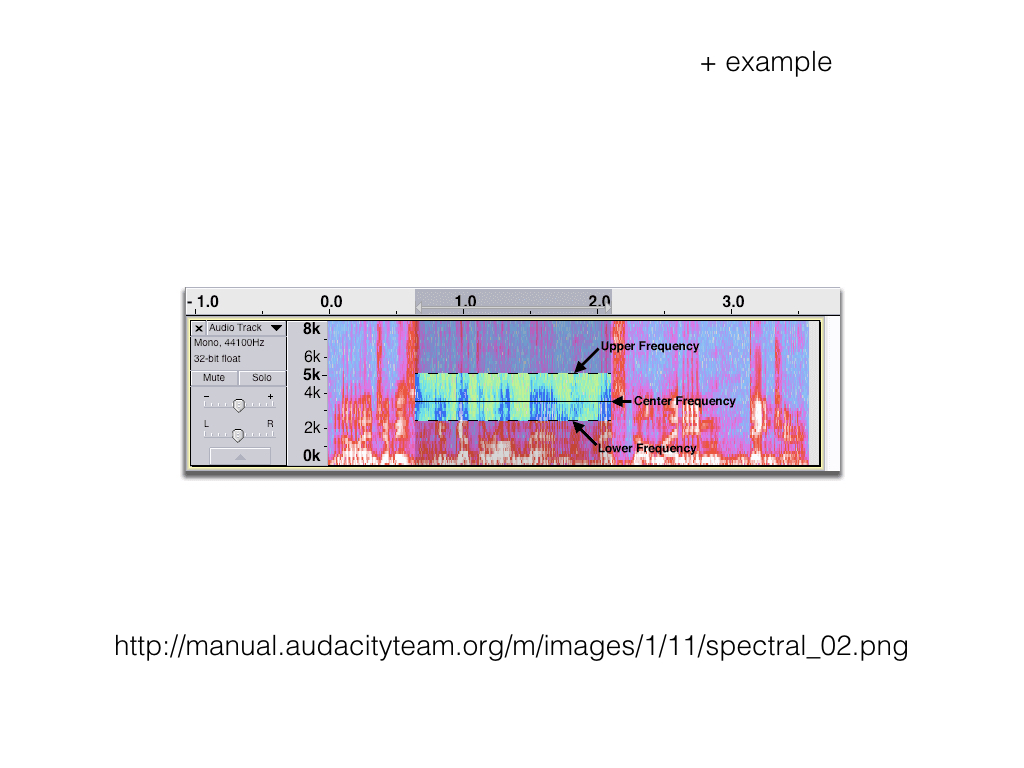 + example
- 1.0 0.0 1.0 2.0 3.0
Audio Track
Mono, 44100Hz
32-bit float
Mute Solo
- +
L R
8k
6k
5k
4k
2k
0k
Upper Frequency
Center Frequency
Lower Frequency
http://manual.audacityteam.org/m/images/1/11/spectral_02.png